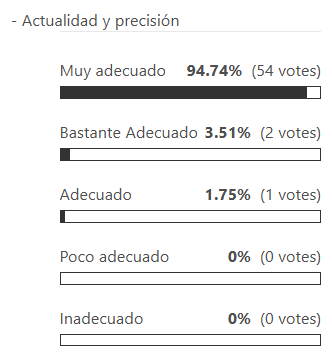 - Actualidad y precisión
Muy adecuado 94.74% (54 votes)
Bastante Adecuado 3.51% (2 votes)
Adecuado 1.75% (1 votes)
Poco adecuado 0% (0 votes)
Inadecuado 0% (0 votes)